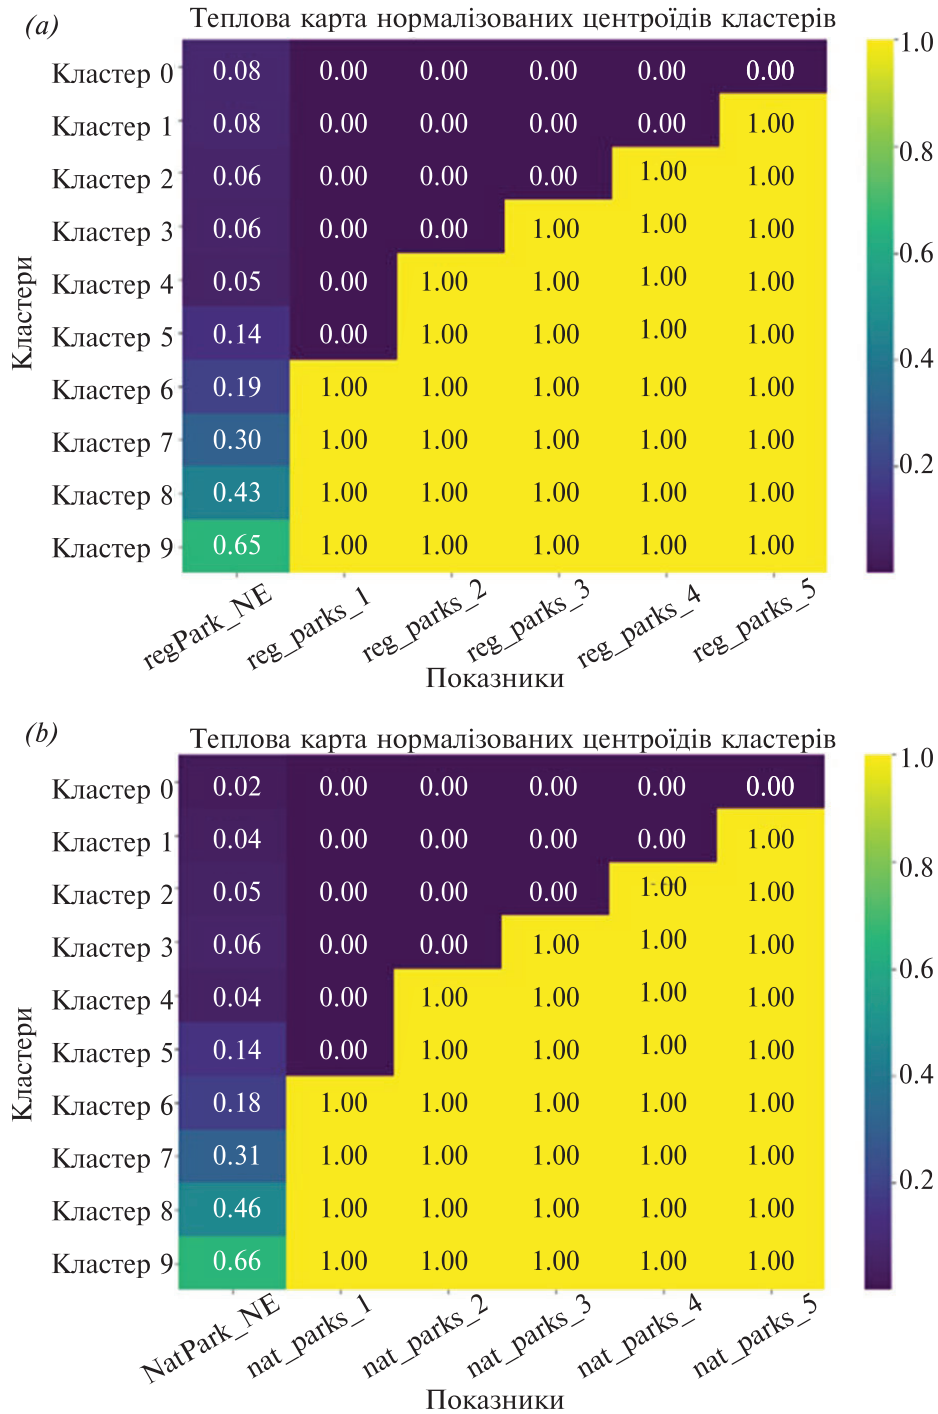 (a)
Теплова карта нормалізованих центроїдів кластерів
Кластер 0 0.08 0.00 0.00 0.00 0.00 0.00
Кластер 1 0.08 0.00 0.00 0.00 0.00 1.00
Кластер 2 0.06 0.00 0.00 0.00 1.00 1.00
Кластер 3 0.06 0.00 0.00 1.00 1.00 1.00
Кластер 4 0.05 0.00 1.00 1.00 1.00 1.00
Кластер 5 0.14 0.00 1.00 1.00 1.00 1.00
Кластер 6 0.19 1.00 1.00 1.00 1.00 1.00
Кластер 7 0.30 1.00 1.00 1.00 1.00 1.00
Кластер 8 0.43 1.00 1.00 1.00 1.00 1.00
Кластер 9 0.65 1.00 1.00 1.00 1.00 1.00
Кластери
regPark_NE reg_parks_1 reg_parks_2 reg_parks_3 reg_parks_4 reg_parks_5
Показники
1.0
0.8
0.6
0.4
0.2
(b)
Теплова карта нормалізованих центроїдів кластерів
Кластер 0 0.02 0.00 0.00 0.00 0.00 0.00
Кластер 1 0.04 0.00 0.00 0.00 0.00 1.00
Кластер 2 0.05 0.00 0.00 0.00 1.00 1.00
Кластер 3 0.06 0.00 0.00 1.00 1.00 1.00
Кластер 4 0.04 0.00 1.00 1.00 1.00 1.00
Кластер 5 0.14 0.00 1.00 1.00 1.00 1.00
Кластер 6 0.18 1.00 1.00 1.00 1.00 1.00
Кластер 7 0.31 1.00 1.00 1.00 1.00 1.00
Кластер 8 0.46 1.00 1.00 1.00 1.00 1.00
Кластер 9 0.66 1.00 1.00 1.00 1.00 1.00
Кластери
NatPark_NE nat_parks_1 nat_parks_2 nat_parks_3 nat_parks_4 nat_parks_5
Показники
1.0
0.8
0.6
0.4
0.2